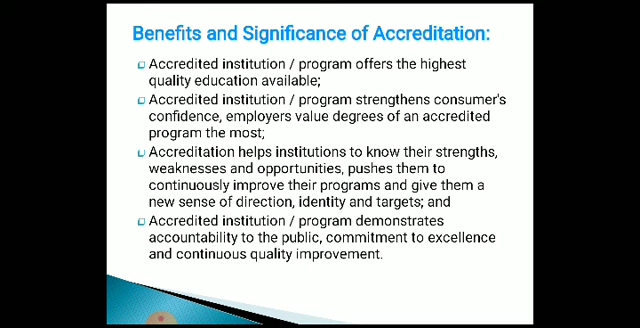 Benefits and Significance of Accreditation:
Accredited institution / program offers the highest
quality education available;
Accredited institution / program strengthens consumer's
confidence, employers value degrees of an accredited
program the most;
Accreditation helps institutions to know their strengths,
weaknesses and opportunities, pushes them to
continuously improve their programs and give them a
new sense of direction, identity and targets; and
Accredited institution / program demonstrates
accountability to the public, commitment to excellence
and continuous quality improvement.